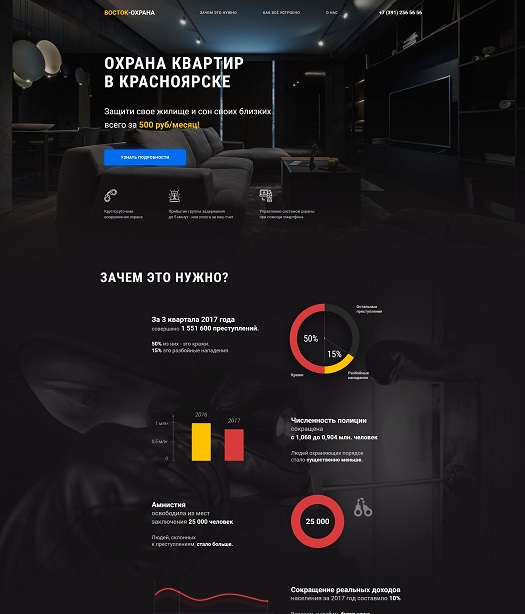 ВОСТОК-ОХРАНА
ЗАЧЕМ ЭТО НУЖНО
КАК ВСЁ УСТРОЕНО
О НАС
+7 (391) 256 56 56
ОХРАНА КВАРТИР
В КРАСНОЯРСКЕ
Защити свое жилище и сон своих близких
всего за 500 руб/месяц!
УЗНАТЬ ПОДРОБНОСТИ
Круглосуточная
вооруженная охрана
Прибытие группы задержания
до 5 минут - или услуга за наш счет
Управление системой охраны
при помощи смартфона
ЗАЧЕМ ЭТО НУЖНО?
За 3 квартала 2017 года
совершено 1 551 600 преступлений.
50% из них - это кражи.
15% это разбойные нападения.
Остальные
преступления
50%
15%
Кражи
Разбойные
нападения
2016
2017
1 млн
0,5 млн
0
Численность полиции
сокращена
с 1,068 до 0,904 млн. человек
Людей охраняющих порядок
стало существенно меньше.
Амнистия
освободила из мест
заключения 25 000 человек
Людей, склонных
к преступлениям, стало больше.
25 000
Сокращение реальных доходов
населения за 2017 год составило 10%